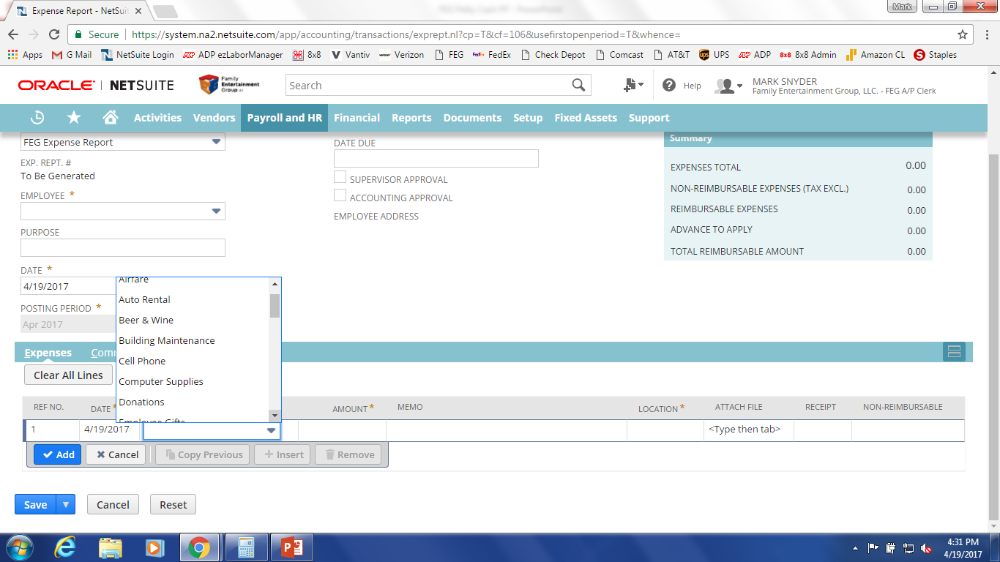 Expense Report - NetSuit
Mark
Secure
https://system.na2.netsuite.com/app/accounting/transactions/exprept.nl?cp=T&cf=106&usefirstopenperiod=T&whence=
Apps
G Mail
NetSuite Login
ADP ezLaborManager
8x8
Vantiv
Verizon
FEG
FedEx
Check Depot
Comcast
AT&T
UPS
ADP
8x8 Admin
Amazon CL
Staples
ORACLE | NETSUITE
Family
Entertainment
Group LLC
Search
Help
MARK SNYDER
Family Entertainment Group, LLC. - FEG A/P Clerk
Activities
Vendors
Payroll and HR
Financial
Reports
Documents
Setup
Fixed Assets
Support
FEG Expense Report
EXP. REPT. #
To Be Generated
EMPLOYEE *
PURPOSE
DATE *
4/19/2017
POSTING PERIOD *
Apr 2017
DATE DUE
SUPERVISOR APPROVAL
ACCOUNTING APPROVAL
EMPLOYEE ADDRESS
Summary
EXPENSES TOTAL 0.00
NON-REIMBURSABLE EXPENSES (TAX EXCL.) 0.00
REIMBURSABLE EXPENSES 0.00
ADVANCE TO APPLY 0.00
TOTAL REIMBURSABLE AMOUNT 0.00
Airfare
Auto Rental
Beer & Wine
Building Maintenance
Cell Phone
Computer Supplies
Donations
Employee Gifts
Expenses
Comm
Clear All Lines
REF NO.
DATE *
AMOUNT *
MEMO
LOCATION *
ATTACH FILE
RECEIPT
NON-REIMBURSABLE
1
4/19/2017
<Type then tab>
Add
Cancel
Copy Previous
Insert
Remove
Save
Cancel
Reset
4:31 PM
4/19/2017